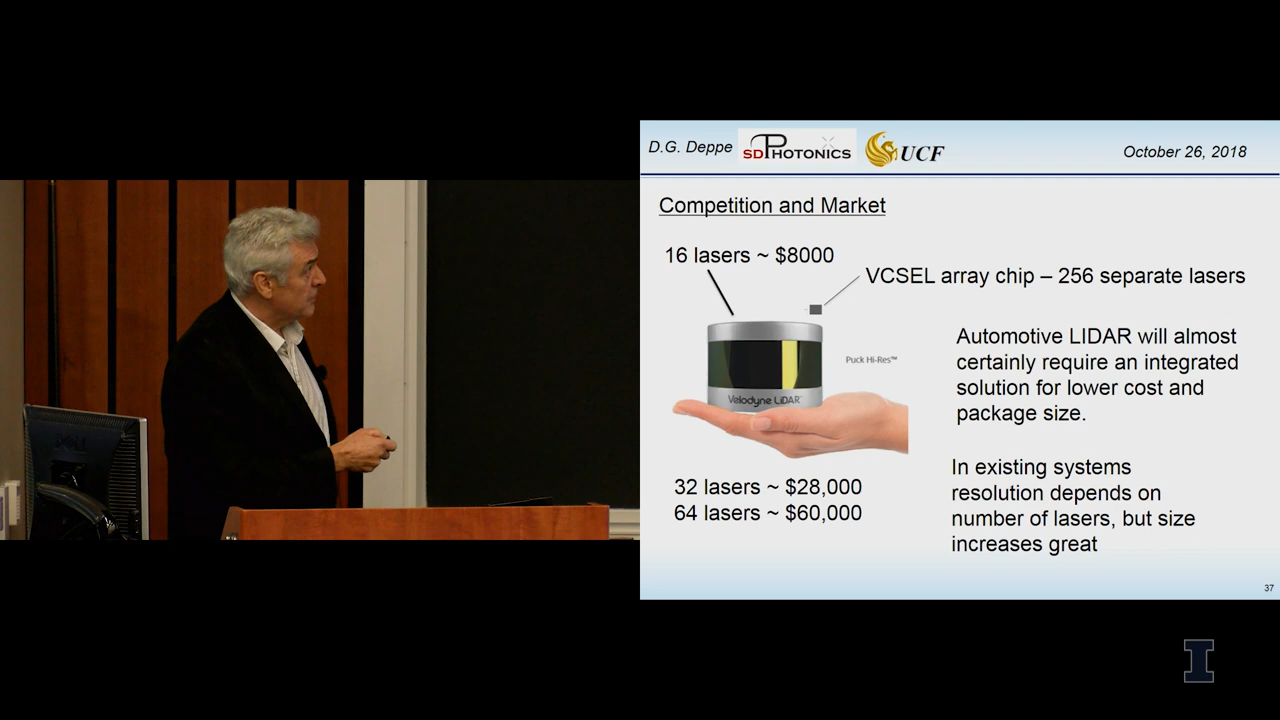 D.G. Deppe
SDPHOTONICS
UCF
October 26, 2018
Competition and Market
16 lasers ~ $8000
VCSEL array chip – 256 separate lasers
Automotive LIDAR will almost
certainly require an integrated
solution for lower cost and
package size.
Puck Hi-Res™
Velodyne LiDAR™
32 lasers ~ $28,000
64 lasers ~ $60,000
In existing systems
resolution depends on
number of lasers, but size
increases great
37
DELL
I